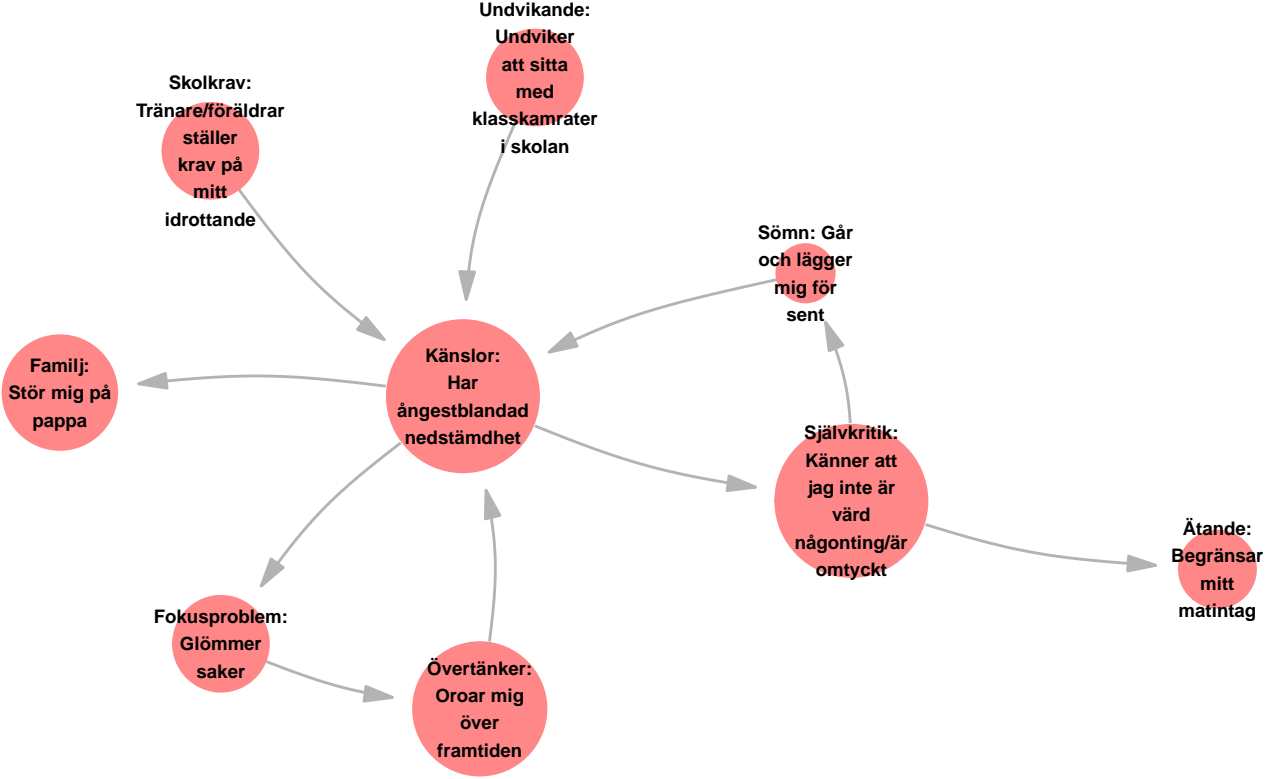 Undvikande:
Undviker
att sitta
med
klasskamrater
i skolan
Skolkrav:
Tränare/föräldrar
ställer
krav på
mitt
idrottande
Sömn: Går
och lägger
mig för
sent
Familj:
Stör mig på
pappa
Känslor:
Har
ångestblandad
nedstämdhet
Självkritik:
Känner att
jag inte är
värd
någonting/är
omtyckt
Ätande:
Begränsar
mitt
matintag
Fokusproblem:
Glömmer
saker
Övertänker:
Oroar mig
över
framtiden